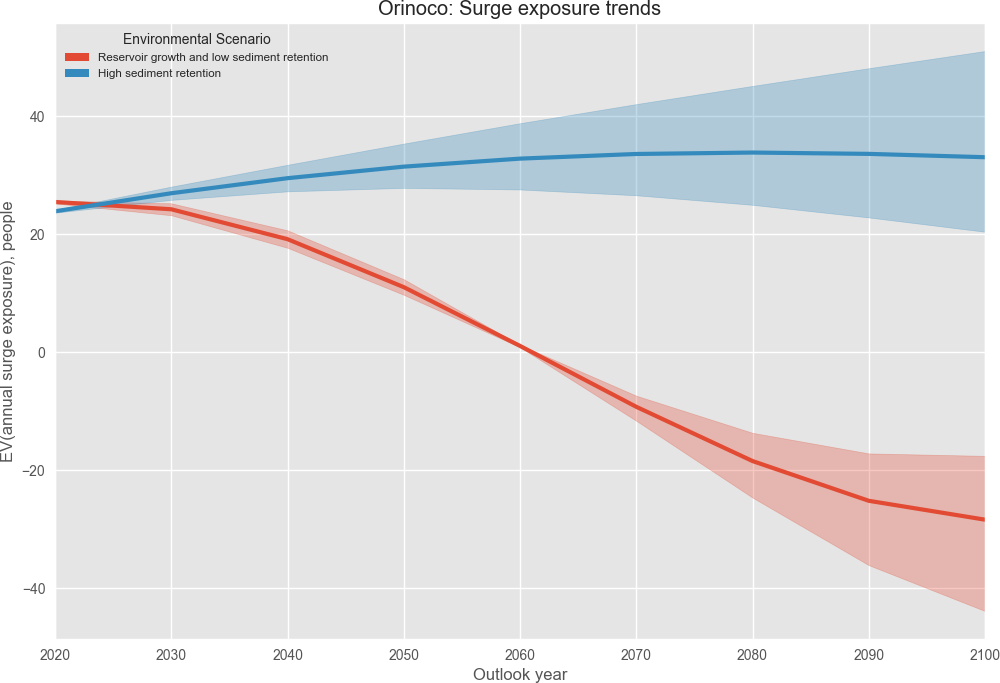 Orinoco: Surge exposure trends
Environmental Scenario
Reservoir growth and low sediment retention
High sediment retention
EV(annual surge exposure), people
40
20
0
−20
−40
2020 2030 2040 2050 2060 2070 2080 2090 2100
Outlook year